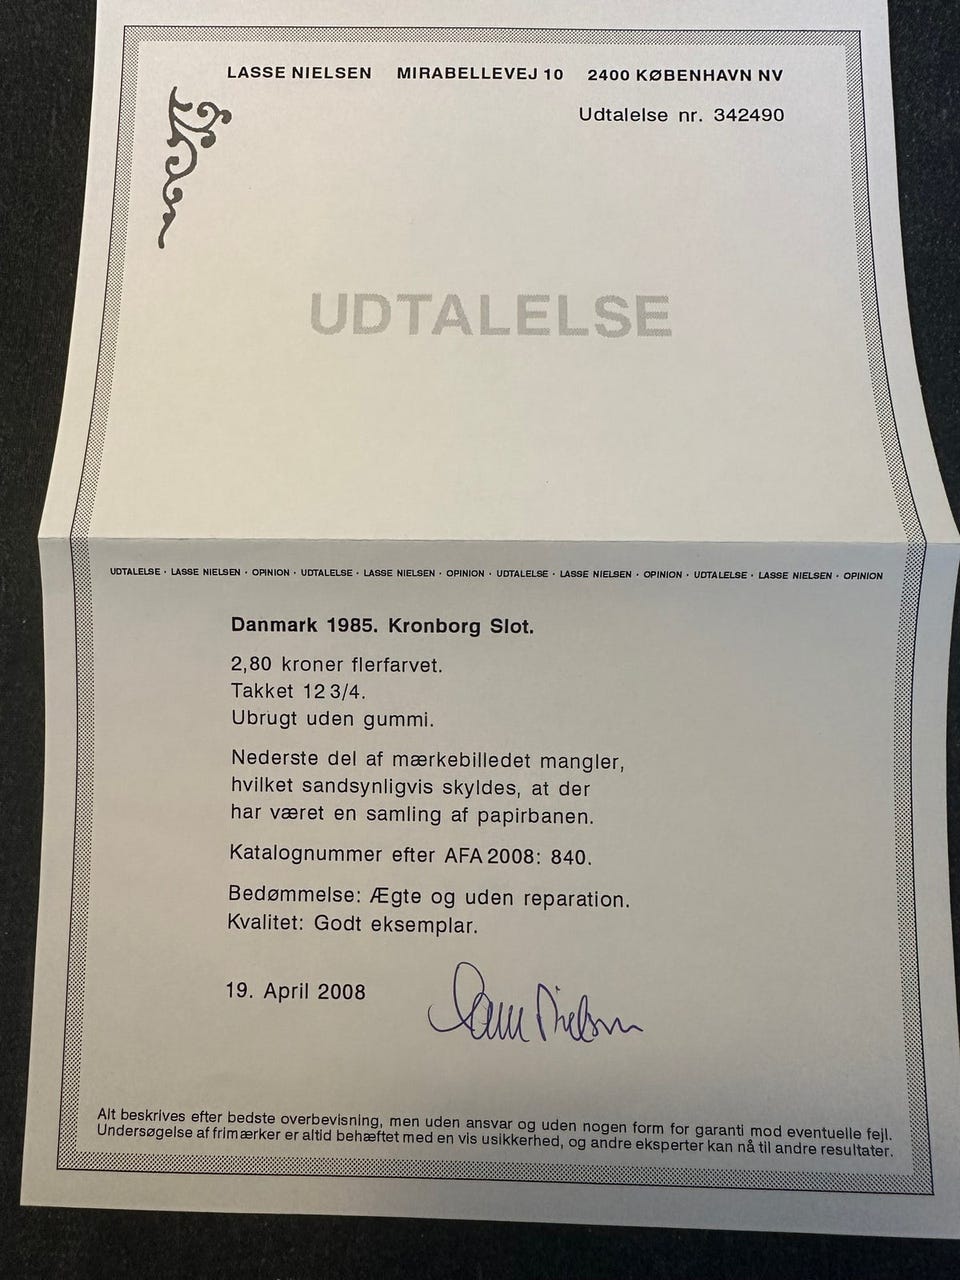 LASSE NIELSEN MIRABELLEVEJ 10 2400 KØBENHAVN NV
Udtalelse nr. 342490
UDTALELSE
UDTALELSE · LASSE NIELSEN · OPINION · UDTALELSE · LASSE NIELSEN · OPINION · UDTALELSE · LASSE NIELSEN · OPINION · UDTALELSE · LASSE NIELSEN · OPINION
Danmark 1985. Kronborg Slot.
2,80 kroner flerfarvet.
Takket 12 3/4.
Ubrugt uden gummi.
Nederste del af mærkebilledet mangler,
hvilket sandsynligvis skyldes, at der
har været en samling af papirbanen.
Katalognummer efter AFA 2008: 840.
Bedømmelse: Ægte og uden reparation.
Kvalitet: Godt eksemplar.
19. April 2008
Lasse Nielsen
Alt beskrives efter bedste overbevisning, men uden ansvar og uden nogen form for garanti mod eventuelle fejl.
Undersøgelse af frimærker er altid behæftet med en vis usikkerhed, og andre eksperter kan nå til andre resultater.